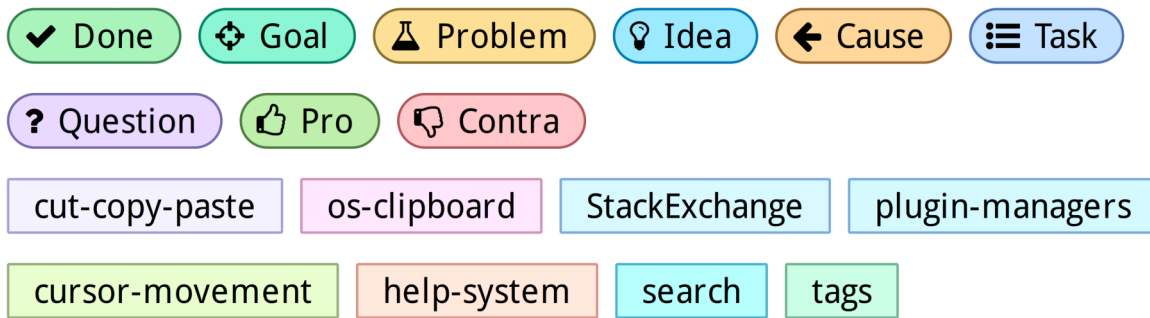 Done Goal Problem Idea Cause Task
? Question Pro Contra
cut-copy-paste os-clipboard StackExchange plugin-managers
cursor-movement help-system search tags